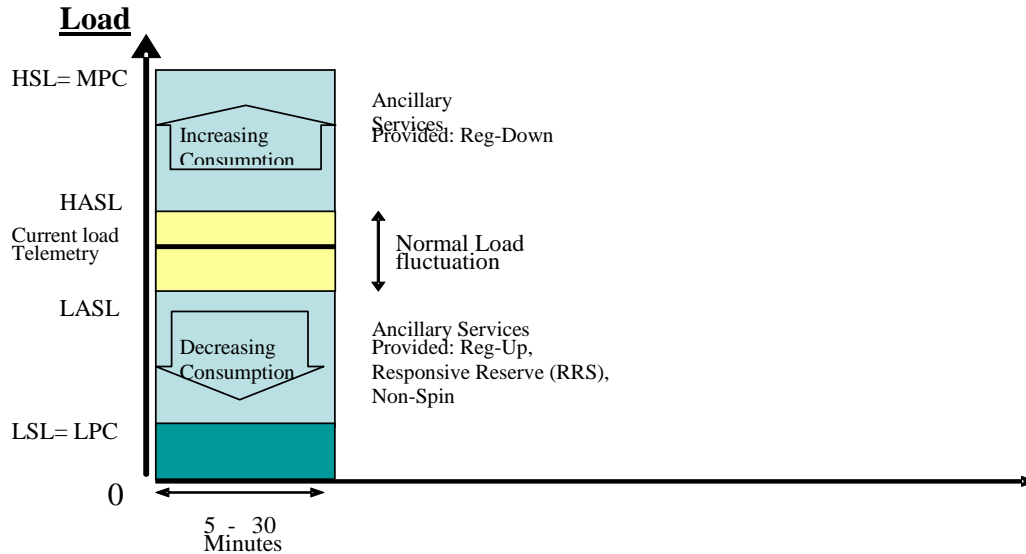 Load
HSL= MPC
Ancillary
Services
Provided: Reg-Down
Increasing
Consumption
HASL
Current load
Telemetry
Normal Load
fluctuation
LASL
Ancillary Services
Provided: Reg-Up,
Responsive Reserve (RRS),
Non-Spin
Decreasing
Consumption
LSL= LPC
0
5 - 30
Minutes